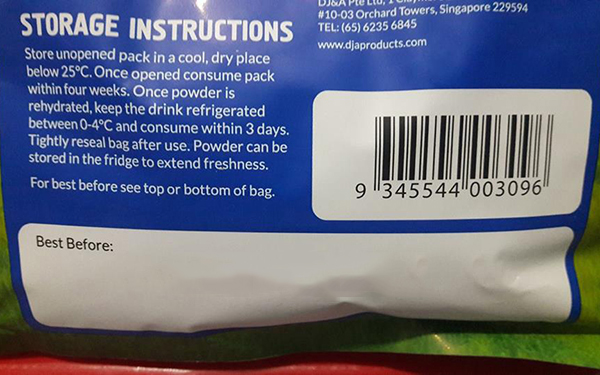 STORAGE INSTRUCTIONS
Store unopened pack in a cool, dry place
below 25°C. Once opened consume pack
within four weeks. Once powder is
rehydrated, keep the drink refrigerated
between 0-4°C and consume within 3 days.
Tightly reseal bag after use. Powder can be
stored in the fridge to extend freshness.
For best before see top or bottom of bag.
DJ&A Pte Ltd, 1
#10-03 Orchard Towers, Singapore 229594
TEL: (65) 6235 6845
www.djaproducts.com
9 345544 003096
Best Before: